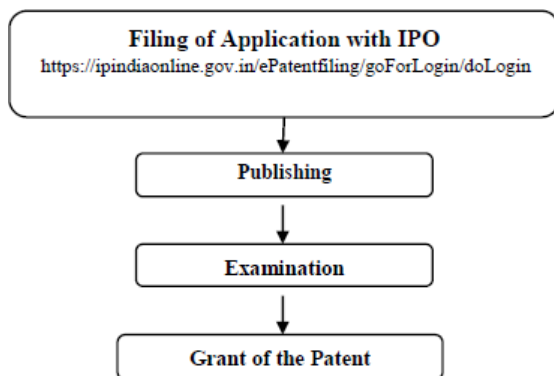 Filing of Application with IPO
https://ipindiaonline.gov.in/ePatentfiling/goForLogin/doLogin
Publishing
Examination
Grant of the Patent